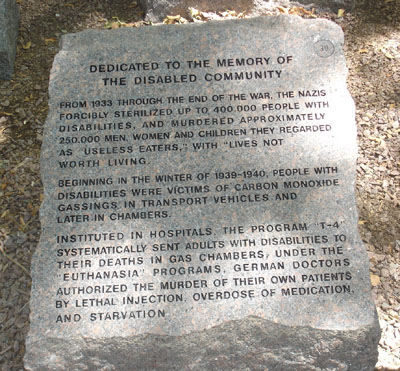 DEDICATED TO THE MEMORY OF
THE DISABLED COMMUNITY
FROM 1933 THROUGH THE END OF THE WAR, THE NAZIS
FORCIBLY STERILIZED UP TO 400,000 PEOPLE WITH
DISABILITIES, AND MURDERED APPROXIMATELY
250,000 MEN, WOMEN AND CHILDREN THEY REGARDED
AS "USELESS EATERS," WITH "LIVES NOT
WORTH LIVING.
BEGINNING IN THE WINTER OF 1939-1940, PEOPLE WITH
DISABILITIES WERE VICTIMS OF CARBON MONOXIDE
GASSINGS IN TRANSPORT VEHICLES AND
LATER IN CHAMBERS.
INSTITUTED IN HOSPITALS, THE PROGRAM "T-4"
SYSTEMATICALLY SENT ADULTS WITH DISABILITIES TO
THEIR DEATHS IN GAS CHAMBERS, UNDER THE
"EUTHANASIA" PROGRAMS, GERMAN DOCTORS
AUTHORIZED THE MURDER OF THEIR OWN PATIENTS
BY LETHAL INJECTION, OVERDOSE OF MEDICATION,
AND STARVATION